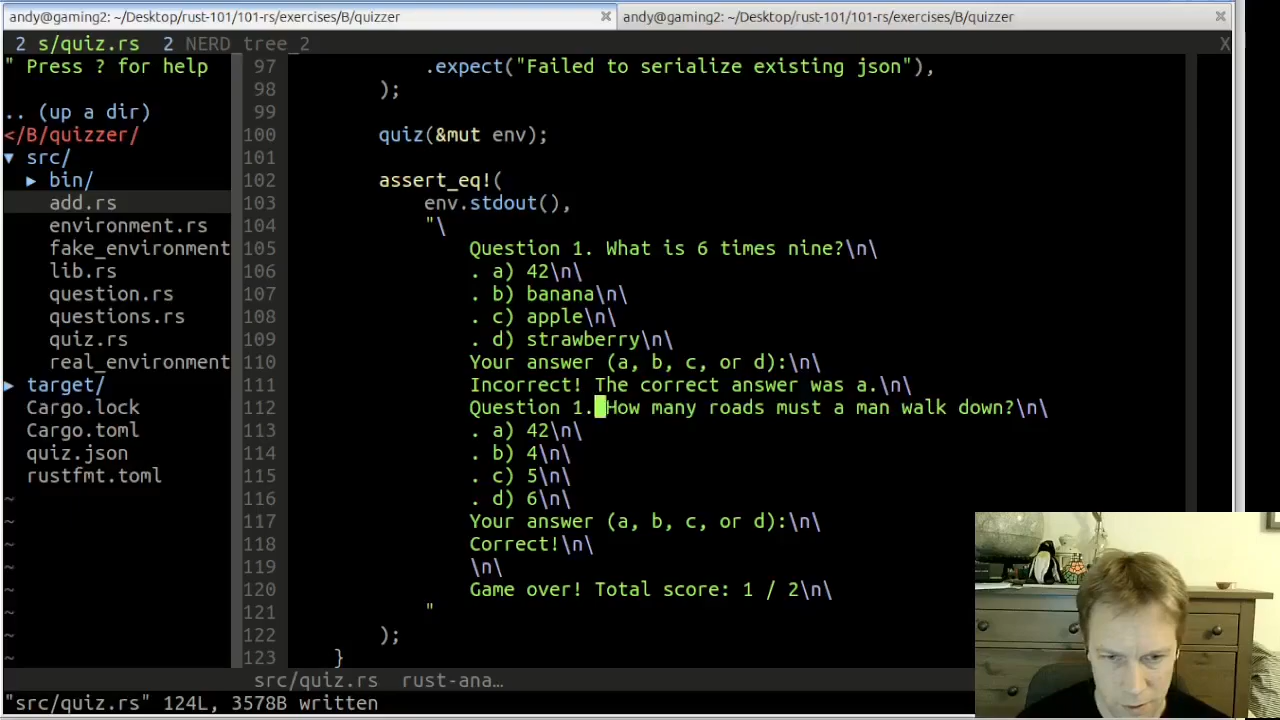 andy@gaming2: ~/Desktop/rust-101/101-rs/exercises/B/quizzer
andy@gaming2: ~/Desktop/rust-101/101-rs/exercises/B/quizzer
2 s/quiz.rs 2 NERD tree_2 X
" Press ? for help
.. (up a dir)
</B/quizzer/
▼ src/
▶ bin/
add.rs
environment.rs
fake_environment
lib.rs
question.rs
questions.rs
quiz.rs
real_environment
▶ target/
Cargo.lock
Cargo.toml
quiz.json
rustfmt.toml
~
~
~
~
~
~
~
~
97 .expect("Failed to serialize existing json"),
98 );
99
100 quiz(&mut env);
101
102 assert_eq!(
103 env.stdout(),
104 "\
105 Question 1. What is 6 times nine?\n\
106 . a) 42\n\
107 . b) banana\n\
108 . c) apple\n\
109 . d) strawberry\n\
110 Your answer (a, b, c, or d):\n\
111 Incorrect! The correct answer was a.\n\
112 Question 1. How many roads must a man walk down?\n\
113 . a) 42\n\
114 . b) 4\n\
115 . c) 5\n\
116 . d) 6\n\
117 Your answer (a, b, c, or d):\n\
118 Correct!\n\
119 \n\
120 Game over! Total score: 1 / 2\n\
121 "
122 );
123 }
src/quiz.rs rust-ana…
"src/quiz.rs" 124L, 3578B written